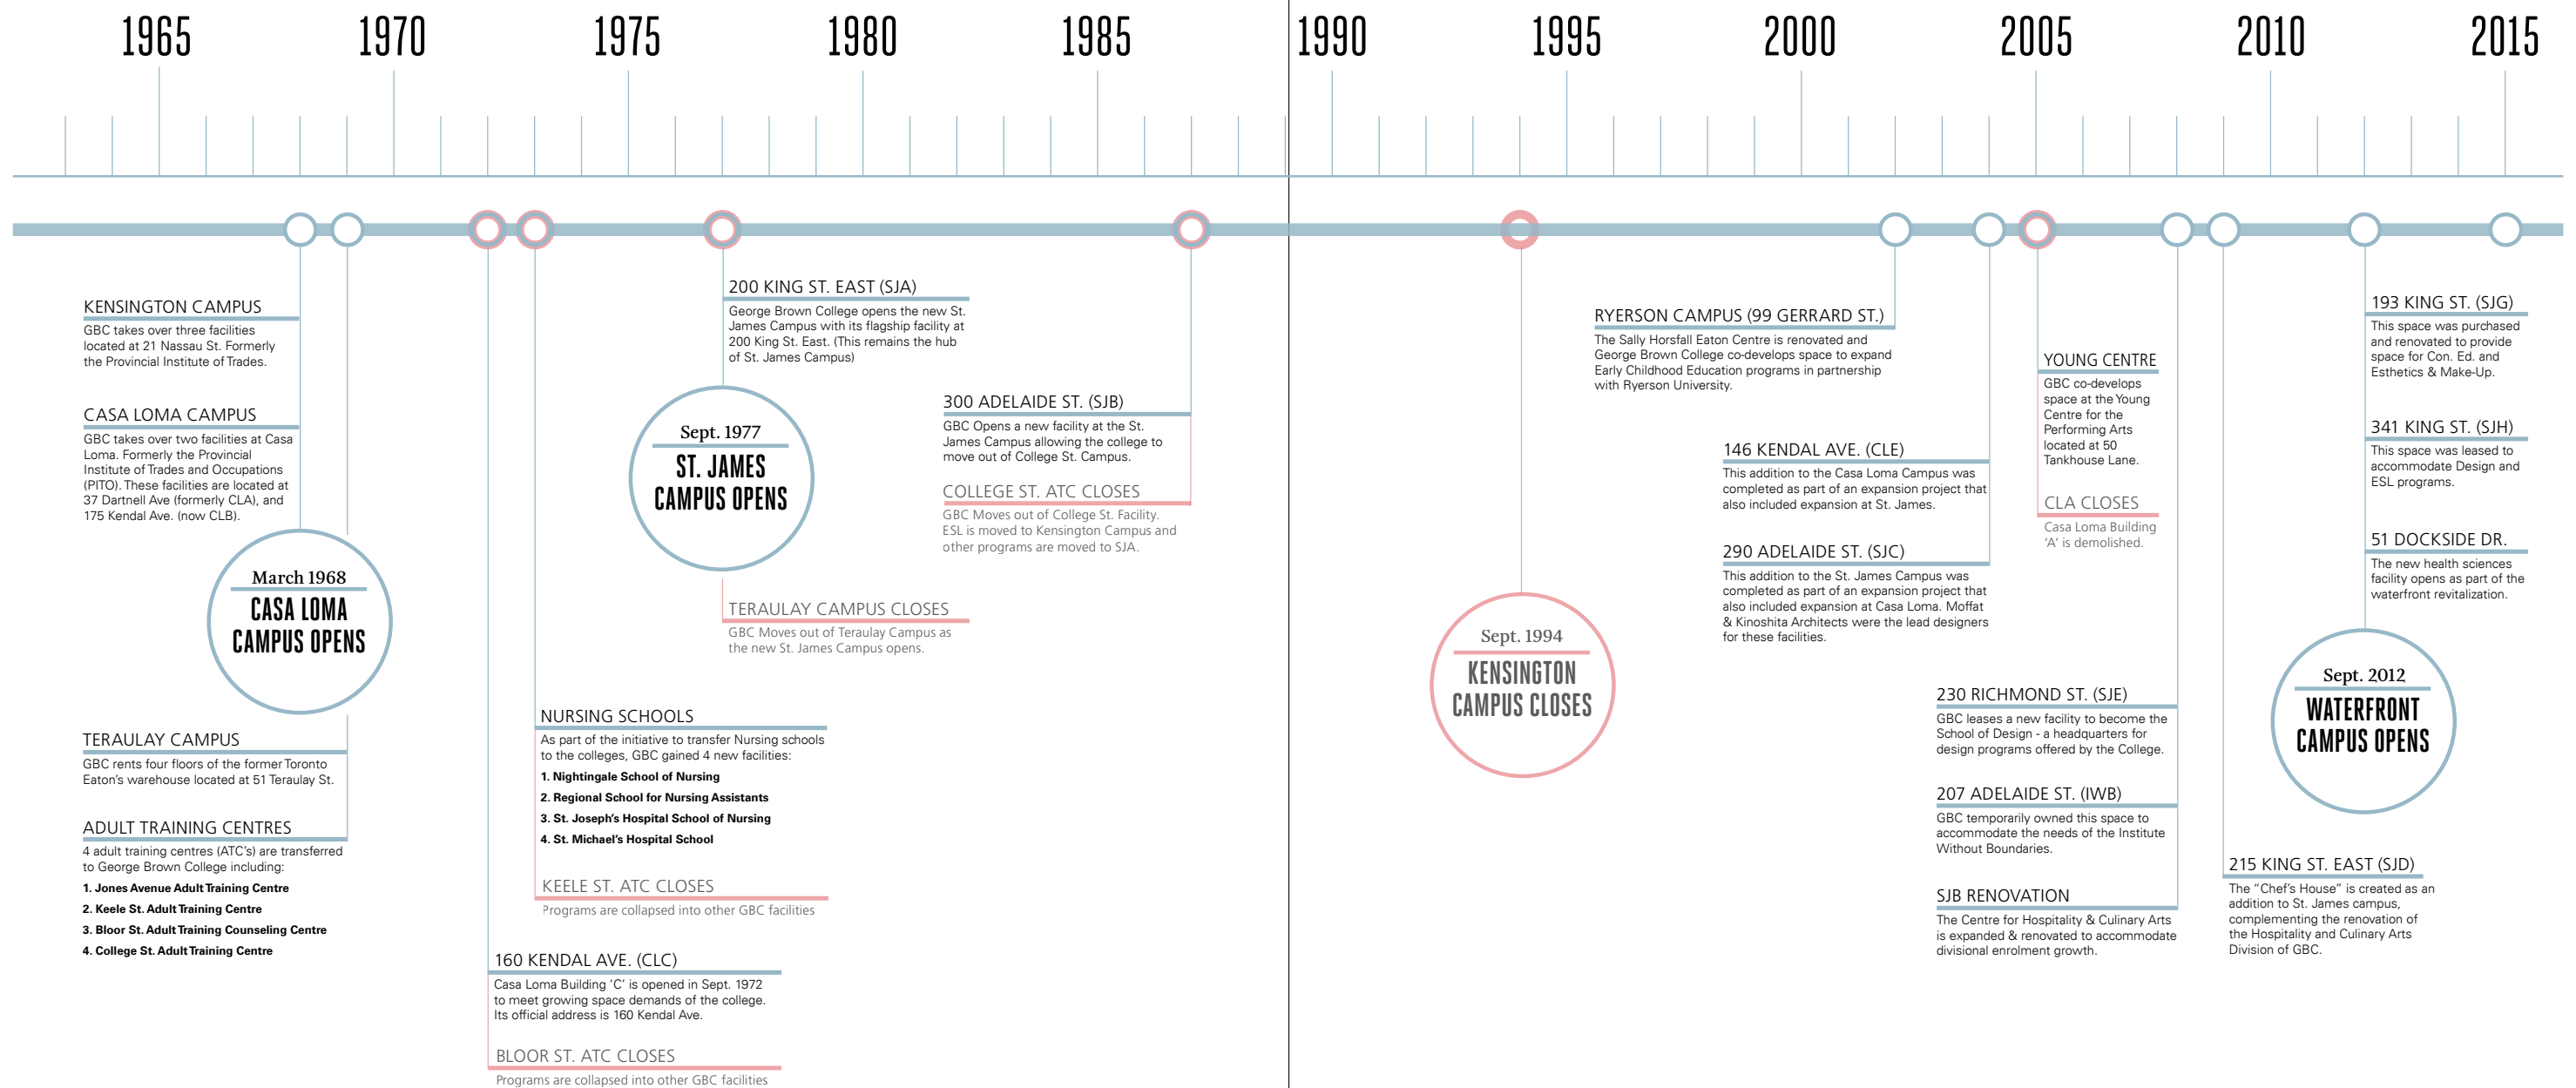 1965
1970
1975
1980
1985
1990
1995
2000
2005
2010
2015
KENSINGTON CAMPUS
GBC takes over three facilities
located at 21 Nassau St. Formerly
the Provincial Institute of Trades.
CASA LOMA CAMPUS
GBC takes over two facilities at Casa
Loma. Formerly the Provincial
Institute of Trades and Occupations
(PITO). These facilities are located at
37 Dartnell Ave (formerly CLA), and
175 Kendal Ave. (now CLB).
March 1968
CASA LOMA
CAMPUS OPENS
TERAULAY CAMPUS
GBC rents four floors of the former Toronto
Eaton's warehouse located at 51 Teraulay St.
ADULT TRAINING CENTRES
4 adult training centres (ATC's) are transferred
to George Brown College including:
1. Jones Avenue Adult Training Centre
2. Keele St. Adult Training Centre
3. Bloor St. Adult Training Counseling Centre
4. College St. Adult Training Centre
160 KENDAL AVE. (CLC)
Casa Loma Building 'C' is opened in Sept. 1972
to meet growing space demands of the college.
Its official address is 160 Kendal Ave.
BLOOR ST. ATC CLOSES
Programs are collapsed into other GBC facilities
NURSING SCHOOLS
As part of the initiative to transfer Nursing schools
to the colleges, GBC gained 4 new facilities:
1. Nightingale School of Nursing
2. Regional School for Nursing Assistants
3. St. Joseph's Hospital School of Nursing
4. St. Michael's Hospital School
KEELE ST. ATC CLOSES
Programs are collapsed into other GBC facilities
200 KING ST. EAST (SJA)
George Brown College opens the new St.
James Campus with its flagship facility at
200 King St. East. (This remains the hub
of St. James Campus)
Sept. 1977
ST. JAMES
CAMPUS OPENS
TERAULAY CAMPUS CLOSES
GBC Moves out of Teraulay Campus as
the new St. James Campus opens.
300 ADELAIDE ST. (SJB)
GBC Opens a new facility at the St.
James Campus allowing the college to
move out of College St. Campus.
COLLEGE ST. ATC CLOSES
GBC Moves out of College St. Facility.
ESL is moved to Kensington Campus and
other programs are moved to SJA.
Sept. 1994
KENSINGTON
CAMPUS CLOSES
RYERSON CAMPUS (99 GERRARD ST.)
The Sally Horsfall Eaton Centre is renovated and
George Brown College co-develops space to expand
Early Childhood Education programs in partnership
with Ryerson University.
146 KENDAL AVE. (CLE)
This addition to the Casa Loma Campus was
completed as part of an expansion project that
also included expansion at St. James.
290 ADELAIDE ST. (SJC)
This addition to the St. James Campus was
completed as part of an expansion project that
also included expansion at Casa Loma. Moffat
& Kinoshita Architects were the lead designers
for these facilities.
YOUNG CENTRE
GBC co-develops
space at the Young
Centre for the
Performing Arts
located at 50
Tankhouse Lane.
CLA CLOSES
Casa Loma Building
'A' is demolished.
230 RICHMOND ST. (SJE)
GBC leases a new facility to become the
School of Design - a headquarters for
design programs offered by the College.
207 ADELAIDE ST. (IWB)
GBC temporarily owned this space to
accommodate the needs of the Institute
Without Boundaries.
SJB RENOVATION
The Centre for Hospitality & Culinary Arts
is expanded & renovated to accommodate
divisional enrolment growth.
215 KING ST. EAST (SJD)
The "Chef's House" is created as an
addition to St. James campus,
complementing the renovation of
the Hospitality and Culinary Arts
Division of GBC.
193 KING ST. (SJG)
This space was purchased
and renovated to provide
space for Con. Ed. and
Esthetics & Make-Up.
341 KING ST. (SJH)
This space was leased to
accommodate Design and
ESL programs.
51 DOCKSIDE DR.
The new health sciences
facility opens as part of the
waterfront revitalization.
Sept. 2012
WATERFRONT
CAMPUS OPENS